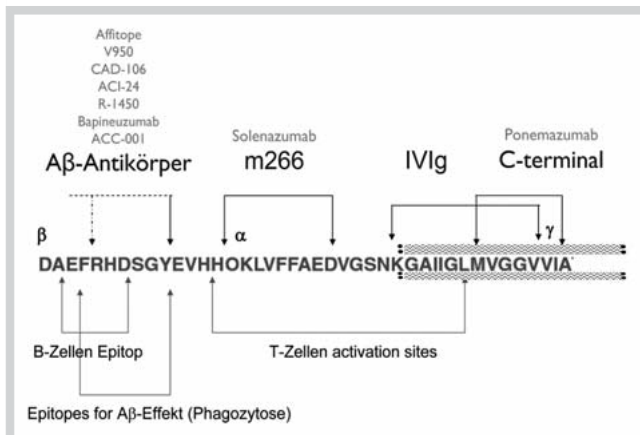 Affitope
V950
CAD-106
ACI-24
R-1450
Bapineuzumab
ACC-001
Aβ-Antikörper
Solenazumab
m266
IVIg
Ponemazumab
C-terminal
β
α
γ
DAEFRHDSGYEVHHOKLVFFAEDVGSNKGAIIGLMVGGVVIA
B-Zellen Epitop
T-Zellen activation sites
Epitopes for Aβ-Effekt (Phagozytose)